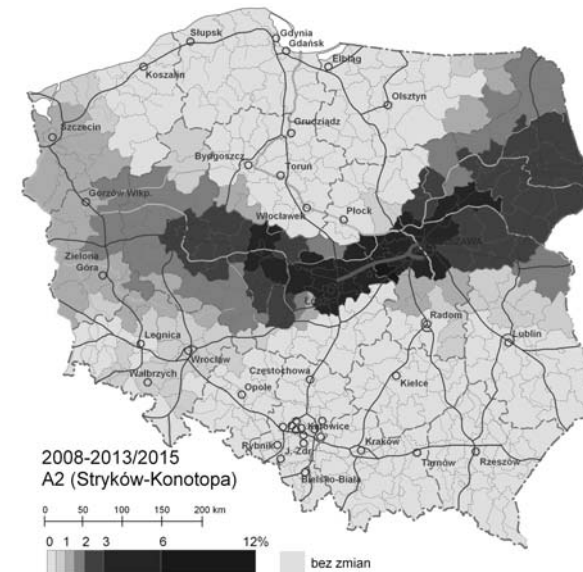 Słupsk
Gdynia
Gdańsk
Koszalin
Elbląg
Olsztyn
Szczecin
Grudziądz
Bydgoszcz
Toruń
Gorzów Wlkp.
Włocławek
Płock
Zielona
Góra
Radom
Legnica
Lublin
Wrocław
Wałbrzych
Częstochowa
Opole
Kielce
Katowice
Rybnik
J. Zdr.
Kraków
Tarnów
Rzeszów
Bielsko-Biała
2008-2013/2015
A2 (Stryków-Konotopa)
0 50 100 150 200 km
0 1 2 3 6 12%
bez zmian